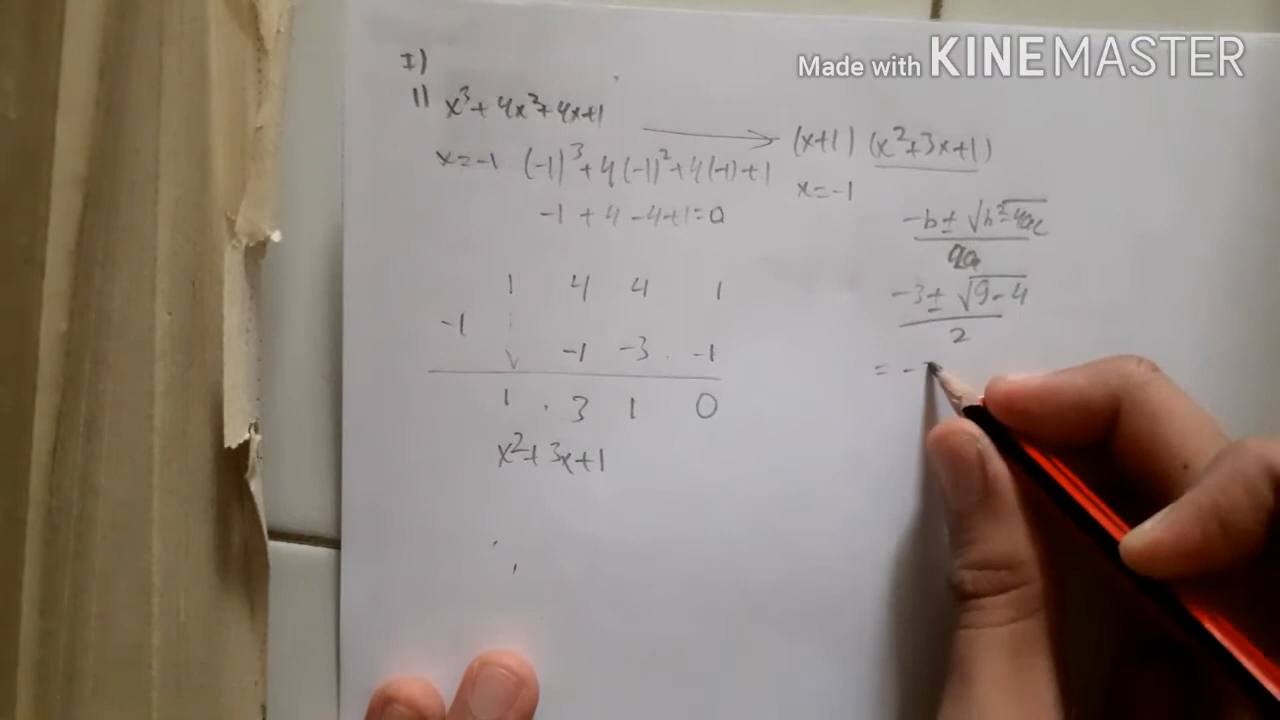 Made with KINEMASTER
I)
1) x³+4x²+4x+1
(x+1) (x²+3x+1)
x=-1 (-1)³+4(-1)²+4(-1)+1
x=-1
-1+4-4+1=0
-b±√b²-4ac
2a
1 4 4 1
-3±√9-4
-1
2
-1 -3 -1
= -
1 3 1 0
x²+3x+1